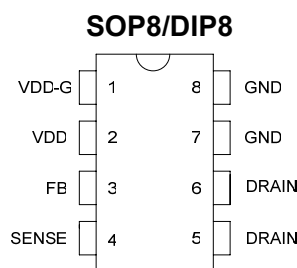 SOP8/DIP8
VDD-G 1 8 GND
VDD 2 7 GND
FB 3 6 DRAIN
SENSE 4 5 DRAIN